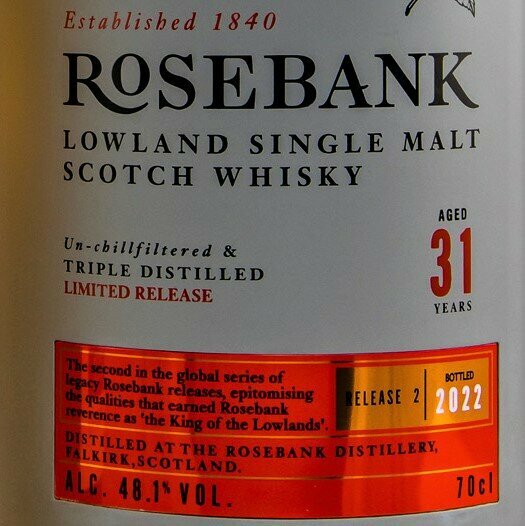 Established 1840
ROSEBANK
LOWLAND SINGLE MALT
SCOTCH WHISKY
AGED
31
YEARS
Un-chillfiltered &
TRIPLE DISTILLED
LIMITED RELEASE
The second in the global series of
legacy Rosebank releases, epitomising
the qualities that earned Rosebank
reverence as 'the King of the Lowlands'.
RELEASE 2
BOTTLED
2022
DISTILLED AT THE ROSEBANK DISTILLERY,
FALKIRK, SCOTLAND.
ALC. 48.1% VOL.
70cl